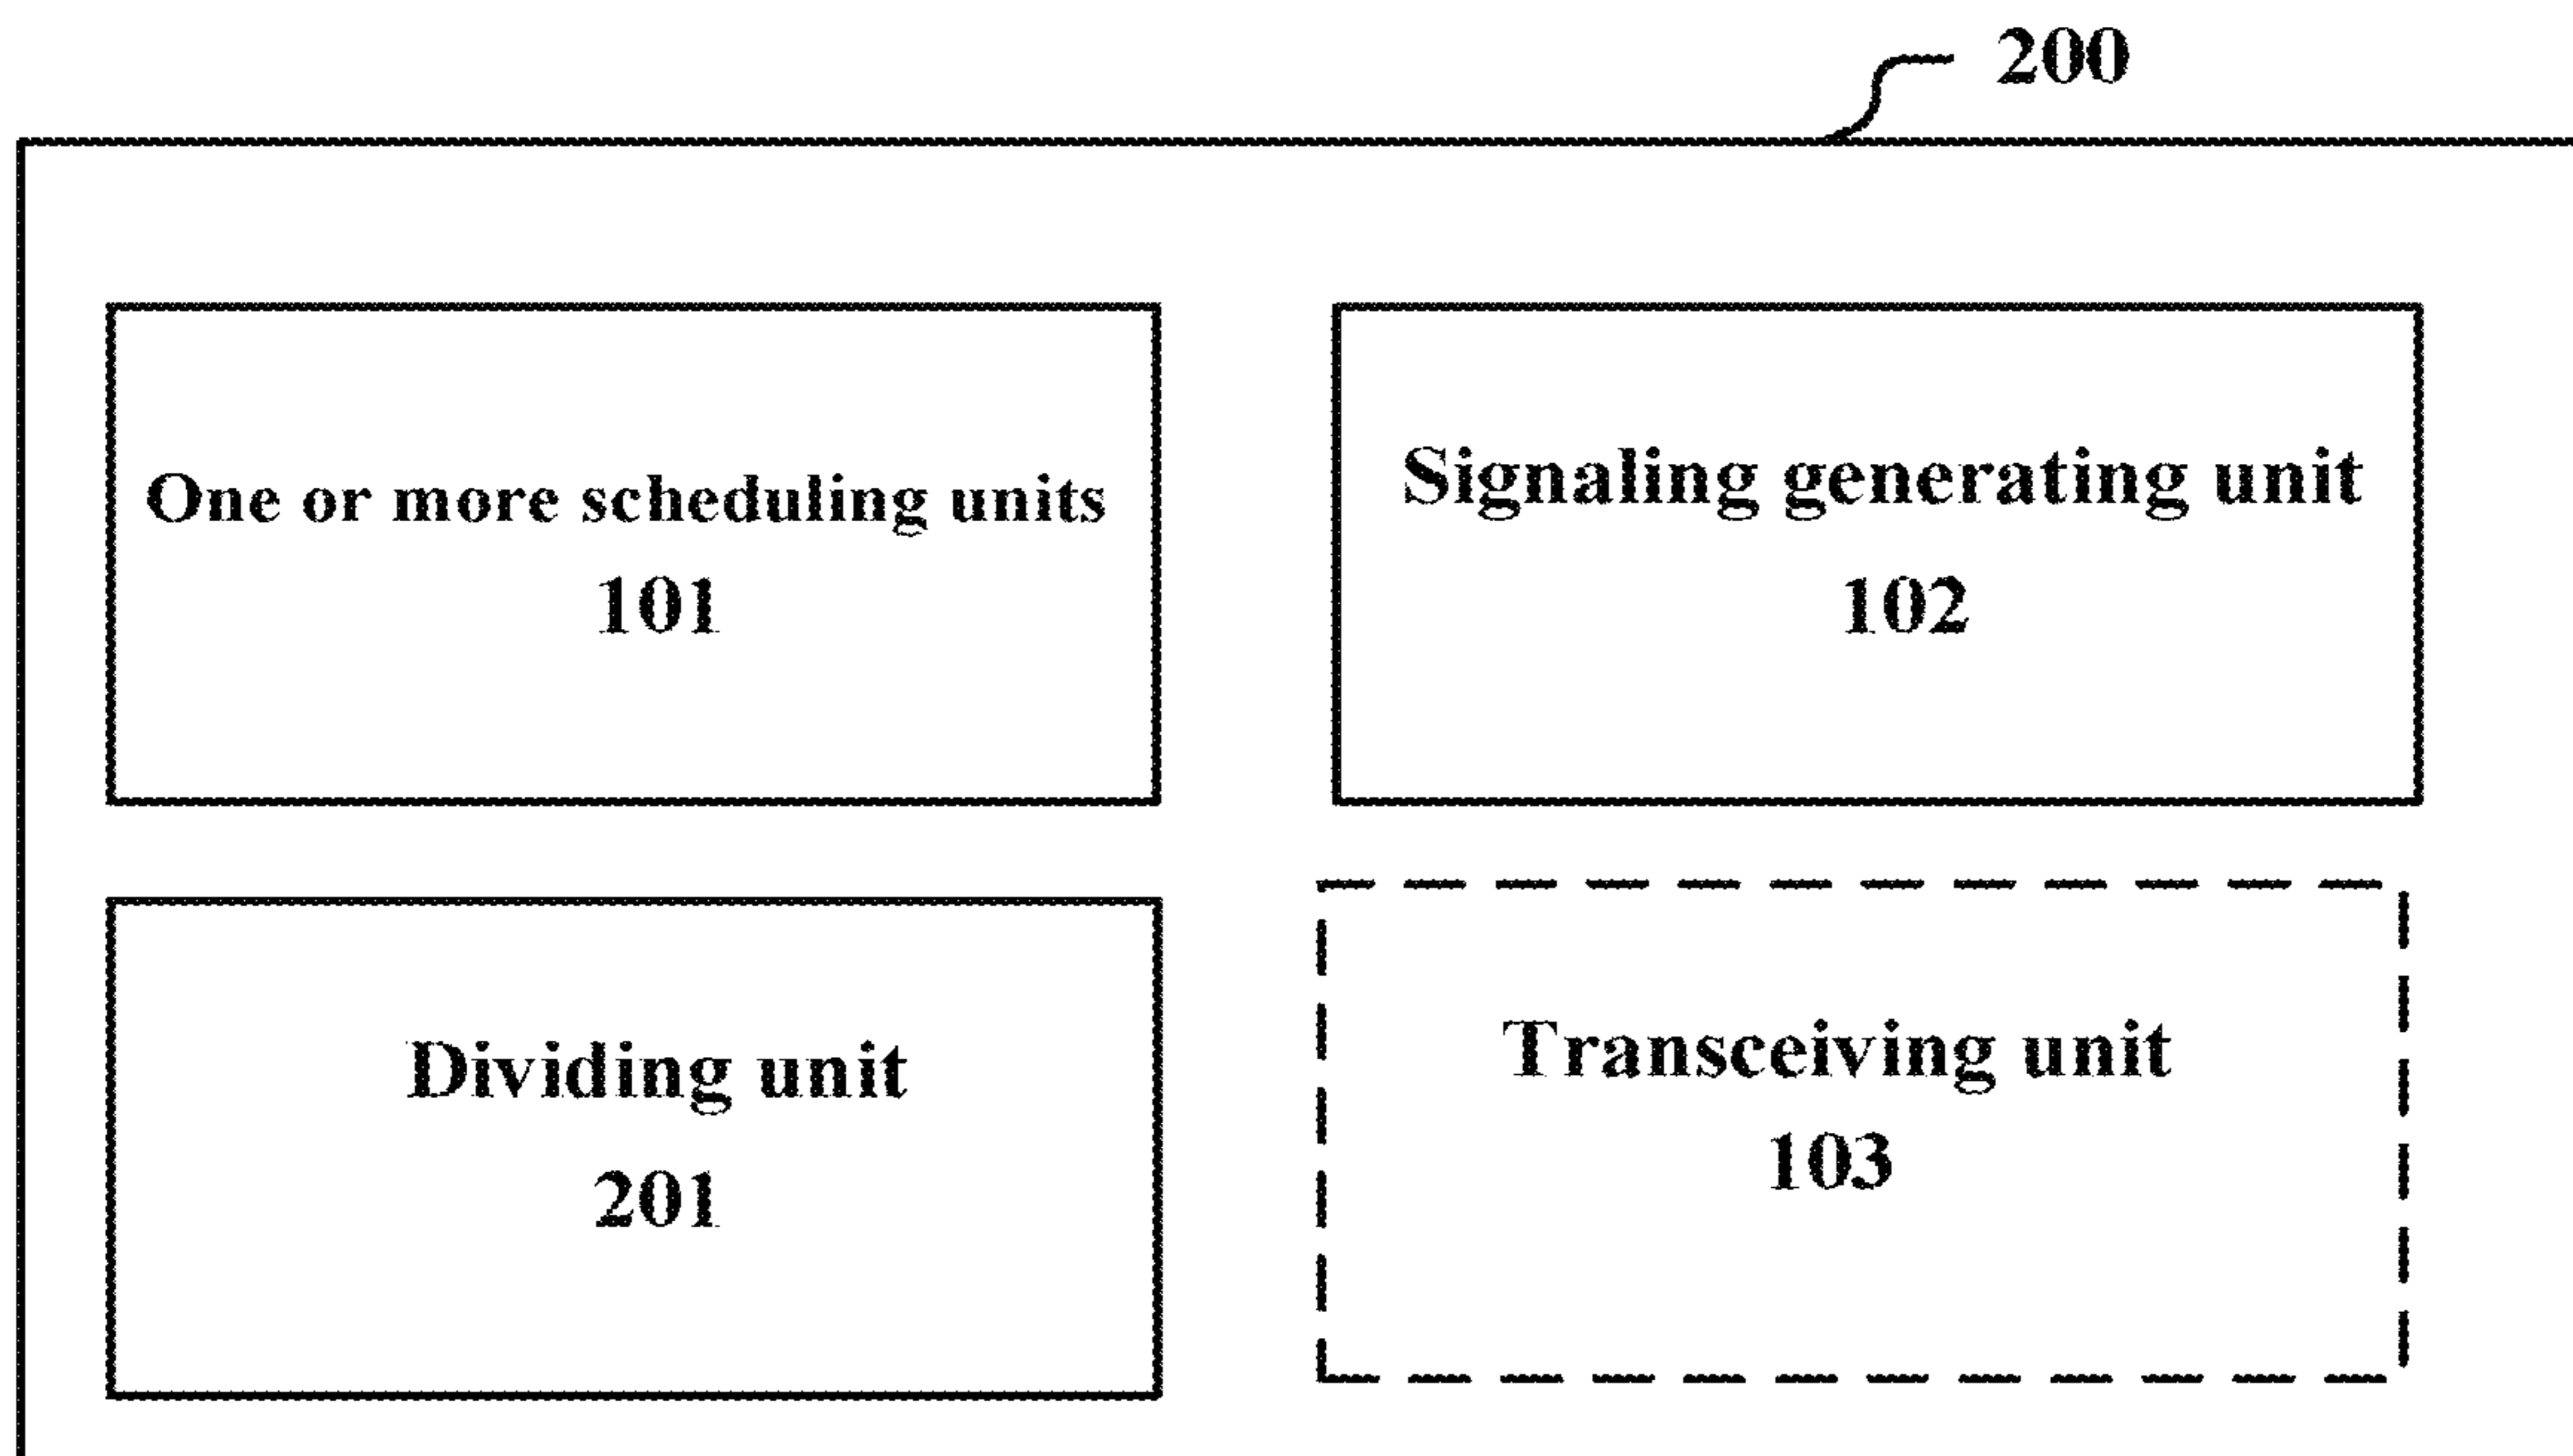 200
One or more scheduling units
101
Signaling generating unit
102
Dividing unit
201
Transceiving unit
103